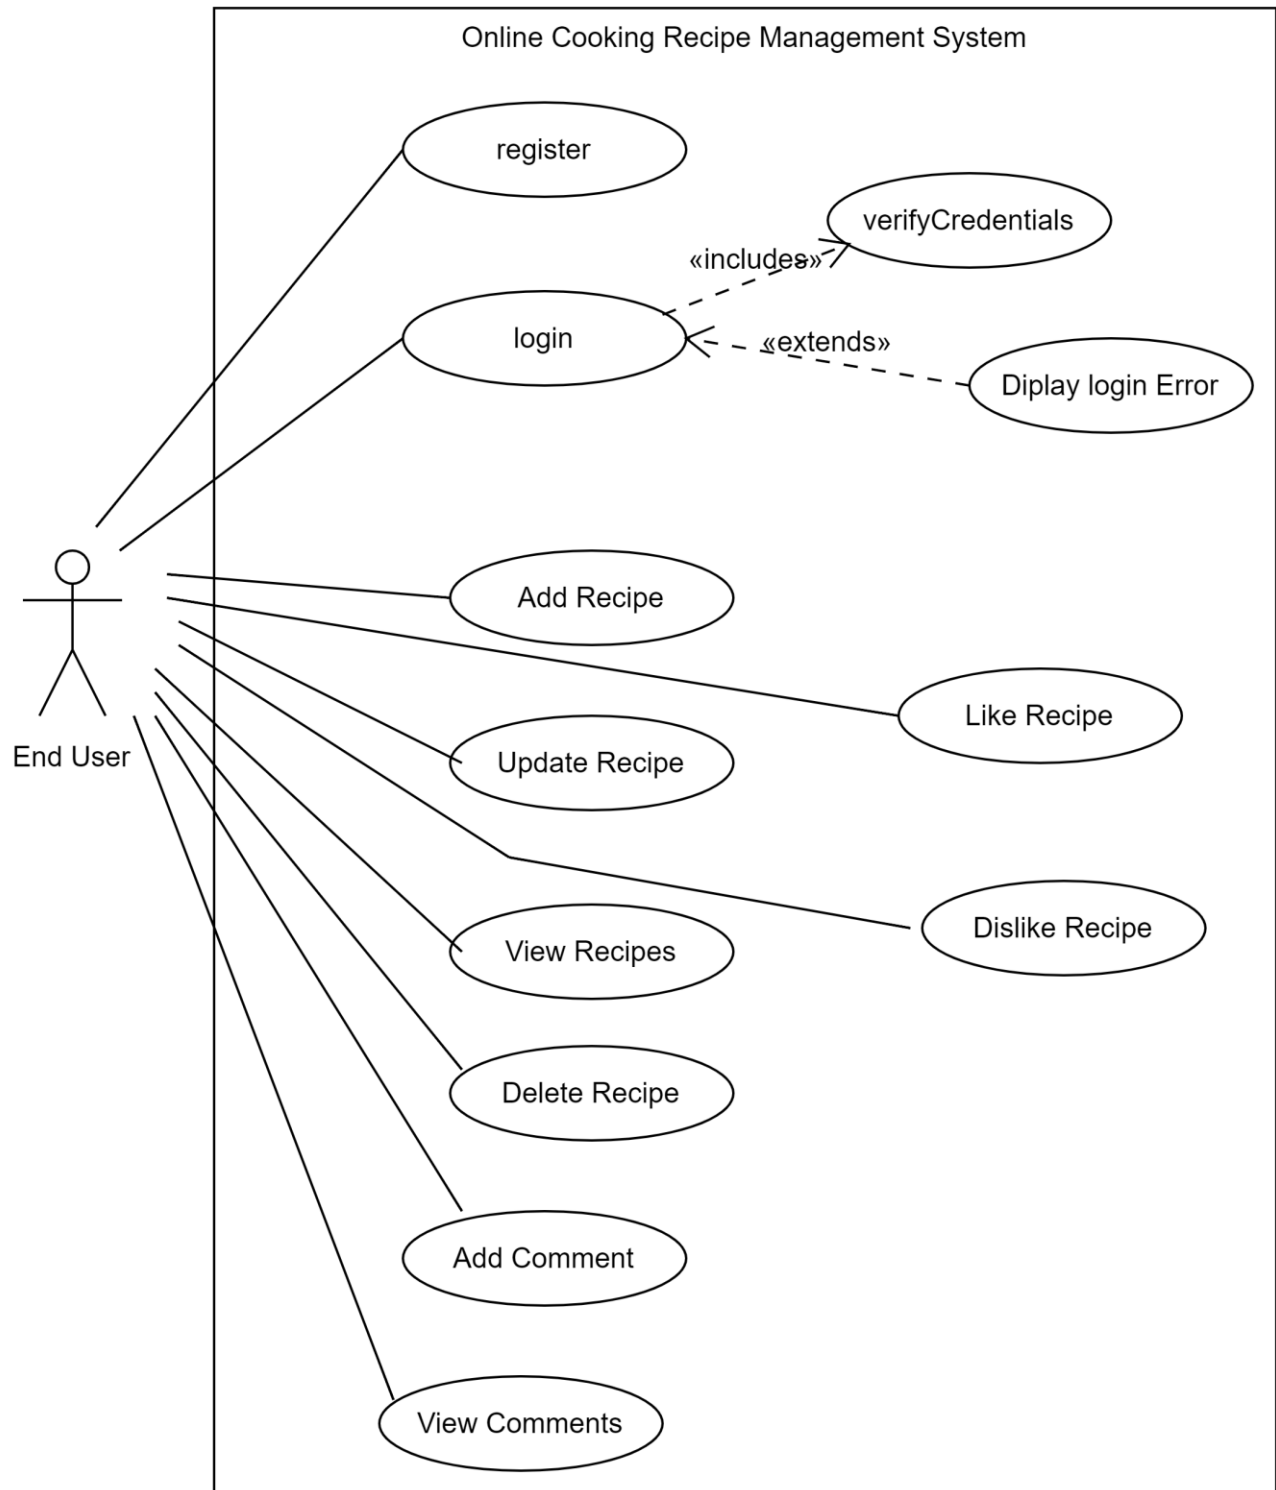 Online Cooking Recipe Management System
register
verifyCredentials
«includes»
login
«extends»
Diplay login Error
Add Recipe
Like Recipe
End User
Update Recipe
Dislike Recipe
View Recipes
Delete Recipe
Add Comment
View Comments